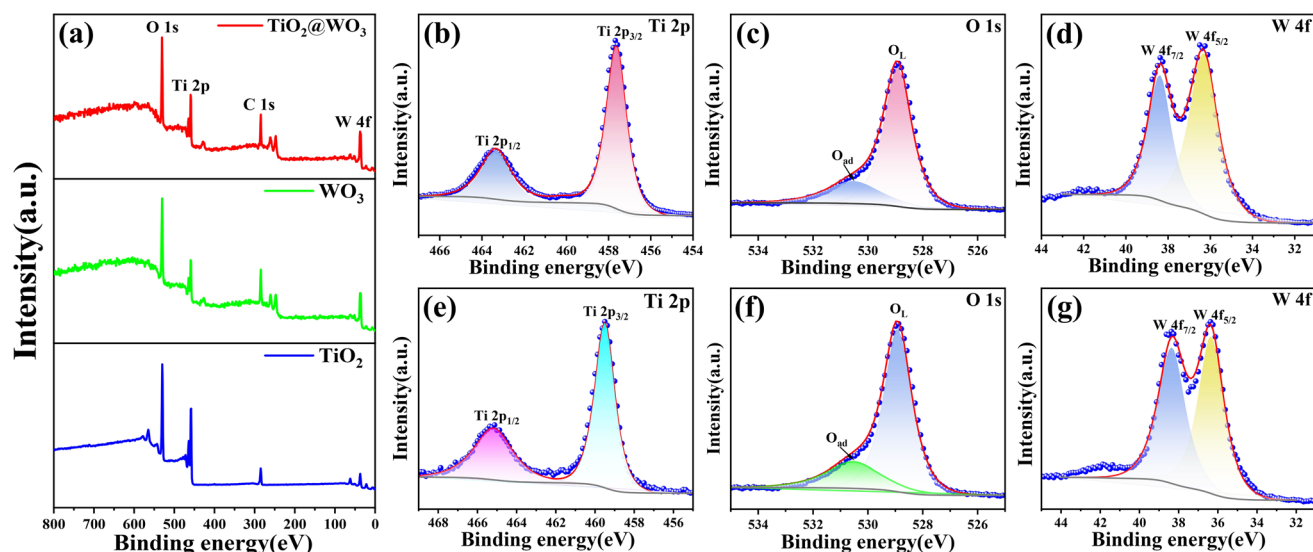 (a)
O 1s
TiO₂@WO₃
Ti 2p
C 1s
W 4f
WO₃
TiO₂
Intensity(a.u.)
800 700 600 500 400 300 200 100 0
Binding energy(eV)
(b)
Ti 2p₃/₂
Ti 2p
Ti 2p₁/₂
Intensity(a.u.)
466 464 462 460 458 456 454
Binding energy(eV)
(c)
O 1s
O_L
O_ad
Intensity(a.u.)
534 532 530 528 526
Binding energy(eV)
(d)
W 4f
W 4f₇/₂
W 4f₅/₂
Intensity(a.u.)
44 42 40 38 36 34 32
Binding energy(eV)
(e)
Ti 2p₃/₂
Ti 2p
Ti 2p₁/₂
Intensity(a.u.)
468 466 464 462 460 458 456
Binding energy(eV)
(f)
O 1s
O_L
O_ad
Intensity(a.u.)
534 532 530 528 526
Binding energy(eV)
(g)
W 4f
W 4f₇/₂
W 4f₅/₂
Intensity(a.u.)
44 42 40 38 36 34 32
Binding energy(eV)